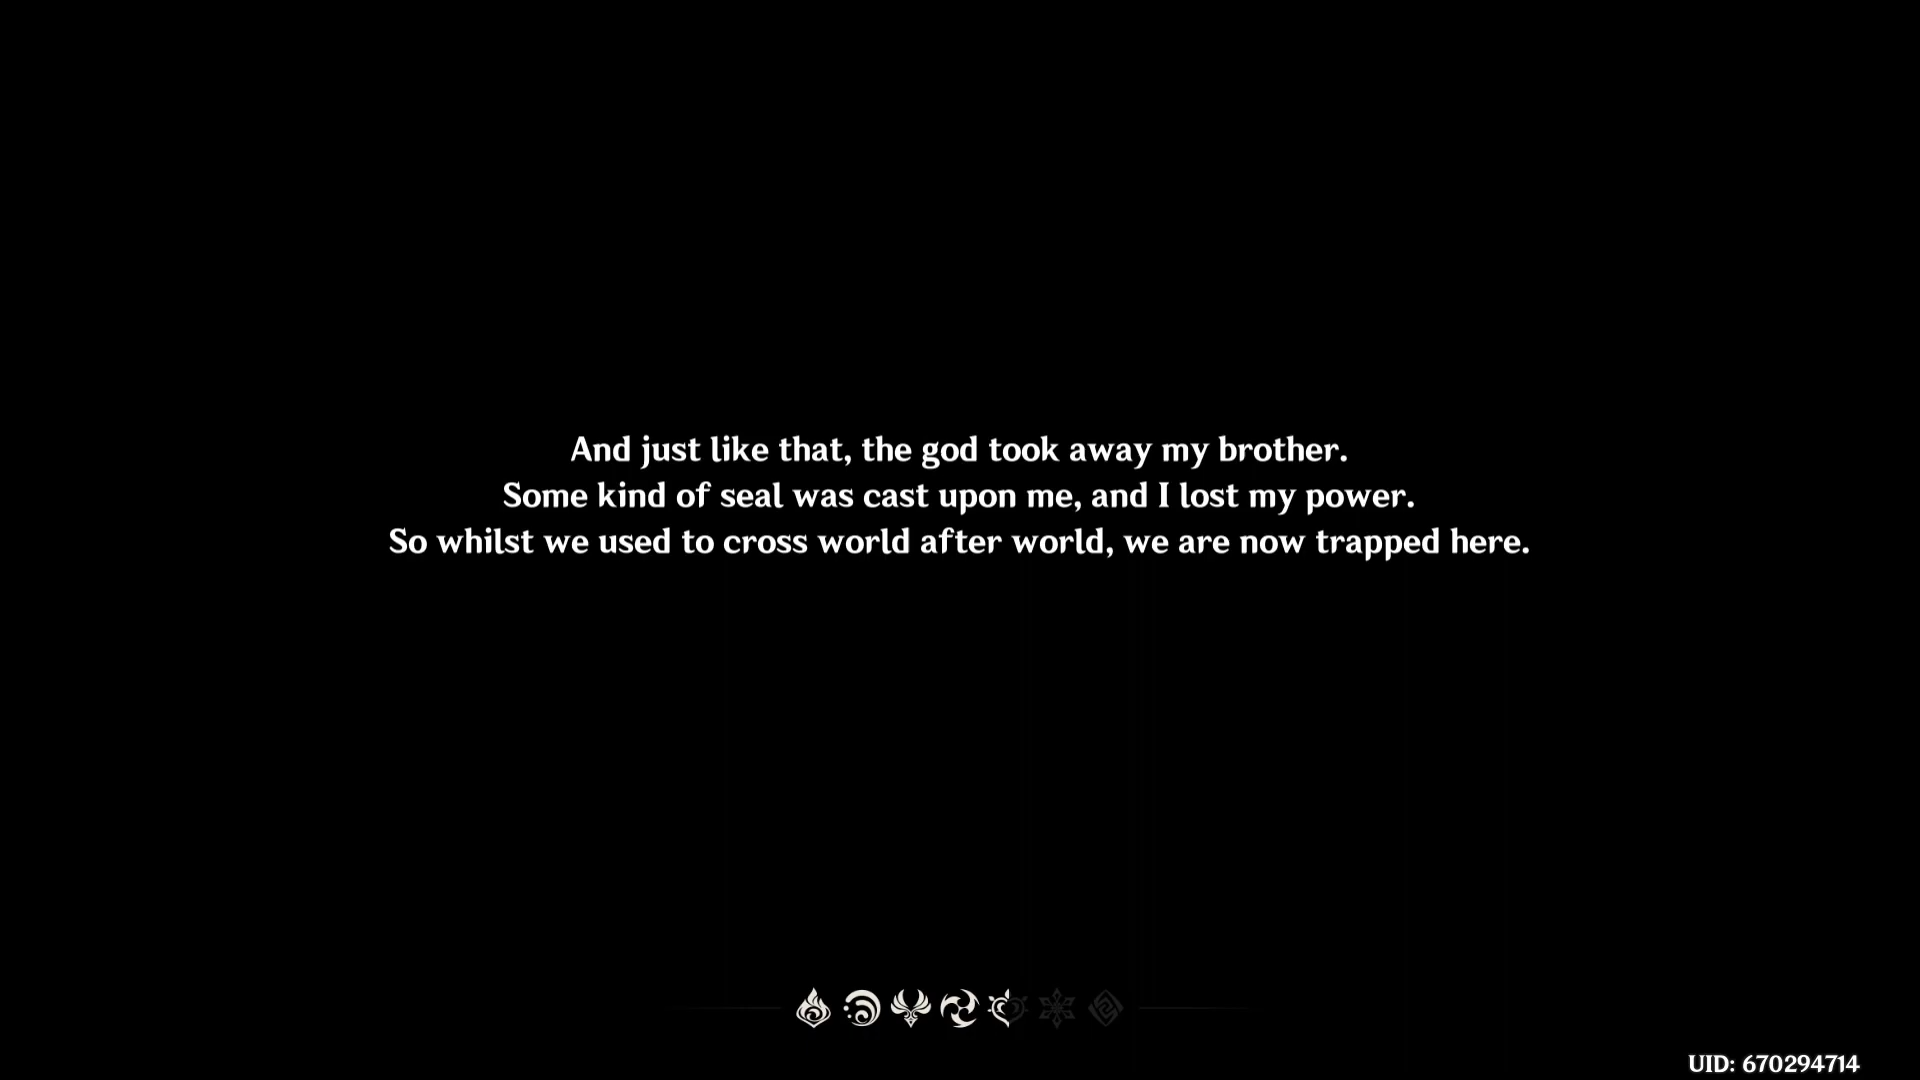 And just like that, the god took away my brother.
Some kind of seal was cast upon me, and I lost my power.
So whilst we used to cross world after world, we are now trapped here.
UID: 670294714